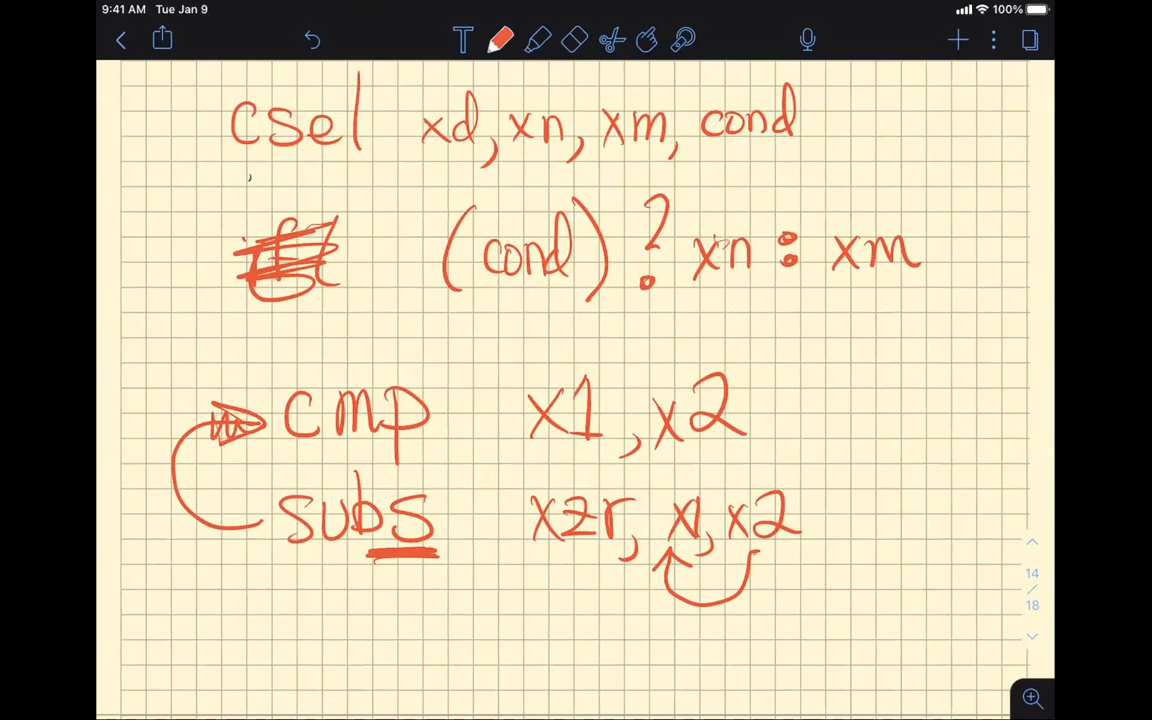 9:41 AM Tue Jan 9 100%
T
csel xd, xn, xm, cond
(cond) ? xn : xm
cmp x1, x2
subs xzr, x1, x2
14
/
18